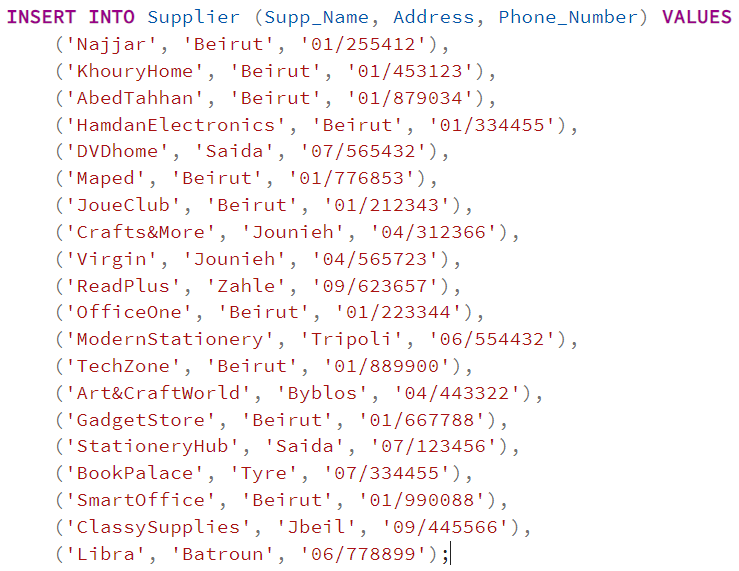 INSERT INTO Supplier (Supp_Name, Address, Phone_Number) VALUES
('Najjar', 'Beirut', '01/255412'),
('KhouryHome', 'Beirut', '01/453123'),
('AbedTahhan', 'Beirut', '01/879034'),
('HamdanElectronics', 'Beirut', '01/334455'),
('DVDhome', 'Saida', '07/565432'),
('Maped', 'Beirut', '01/776853'),
('JoueClub', 'Beirut', '01/212343'),
('Crafts&More', 'Jounieh', '04/312366'),
('Virgin', 'Jounieh', '04/565723'),
('ReadPlus', 'Zahle', '09/623657'),
('OfficeOne', 'Beirut', '01/223344'),
('ModernStationery', 'Tripoli', '06/554432'),
('TechZone', 'Beirut', '01/889900'),
('Art&CraftWorld', 'Byblos', '04/443322'),
('GadgetStore', 'Beirut', '01/667788'),
('StationeryHub', 'Saida', '07/123456'),
('BookPalace', 'Tyre', '07/334455'),
('SmartOffice', 'Beirut', '01/990088'),
('ClassySupplies', 'Jbeil', '09/445566'),
('Libra', 'Batroun', '06/778899');